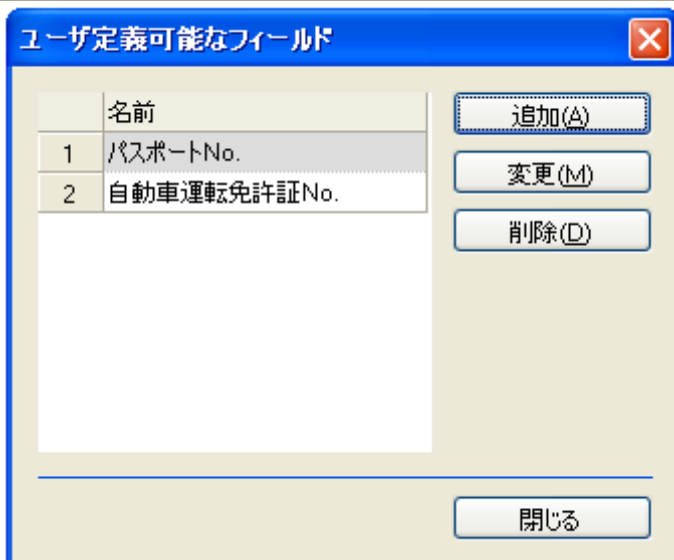 ユーザ定義可能なフィールド
名前
追加(A)
1 パスポートNo.
変更(M)
2 自動車運転免許証No.
削除(D)
閉じる